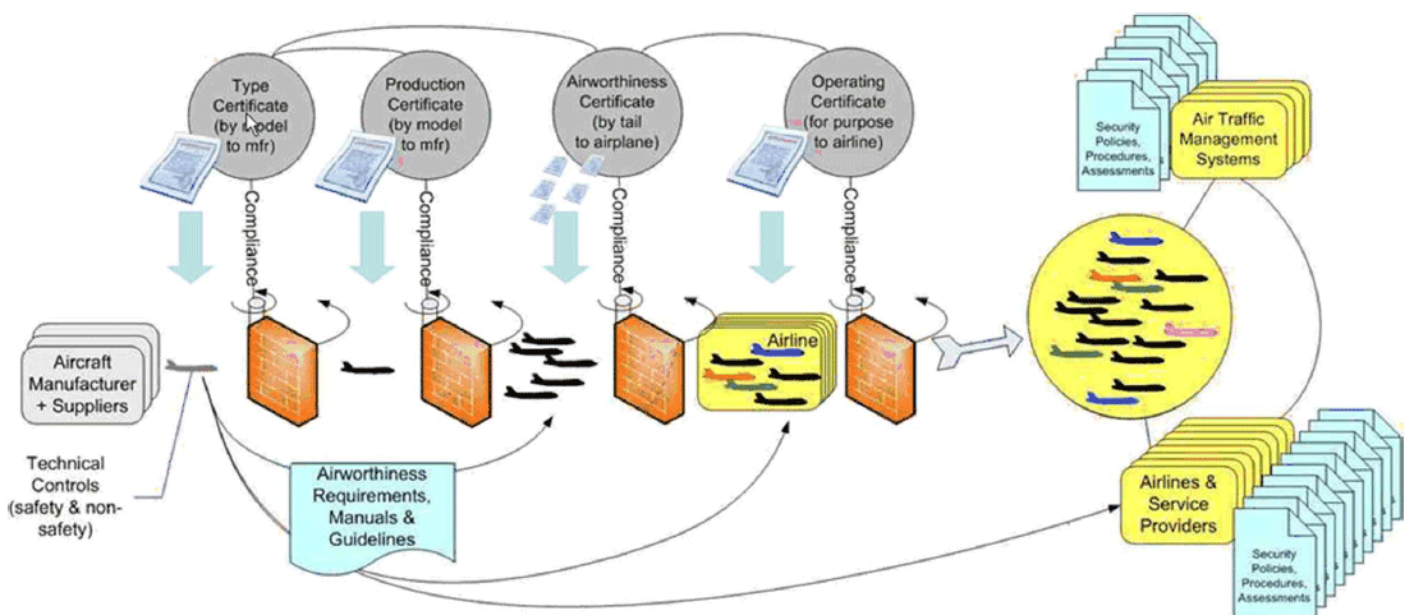 Type
Certificate
(by model
to mfr)
Production
Certificate
(by model
to mfr)
Airworthiness
Certificate
(by tail
to airplane)
Operating
Certificate
(for purpose
to airline)
Security
Policies,
Procedures,
Assessments
Air Traffic
Management
Systems
Compliance
Compliance
Compliance
Compliance
Aircraft
Manufacturer
+ Suppliers
Airline
Technical
Controls
(safety & non-
safety)
Airworthiness
Requirements,
Manuals &
Guidelines
Airlines &
Service
Providers
Security
Policies,
Procedures,
Assessments